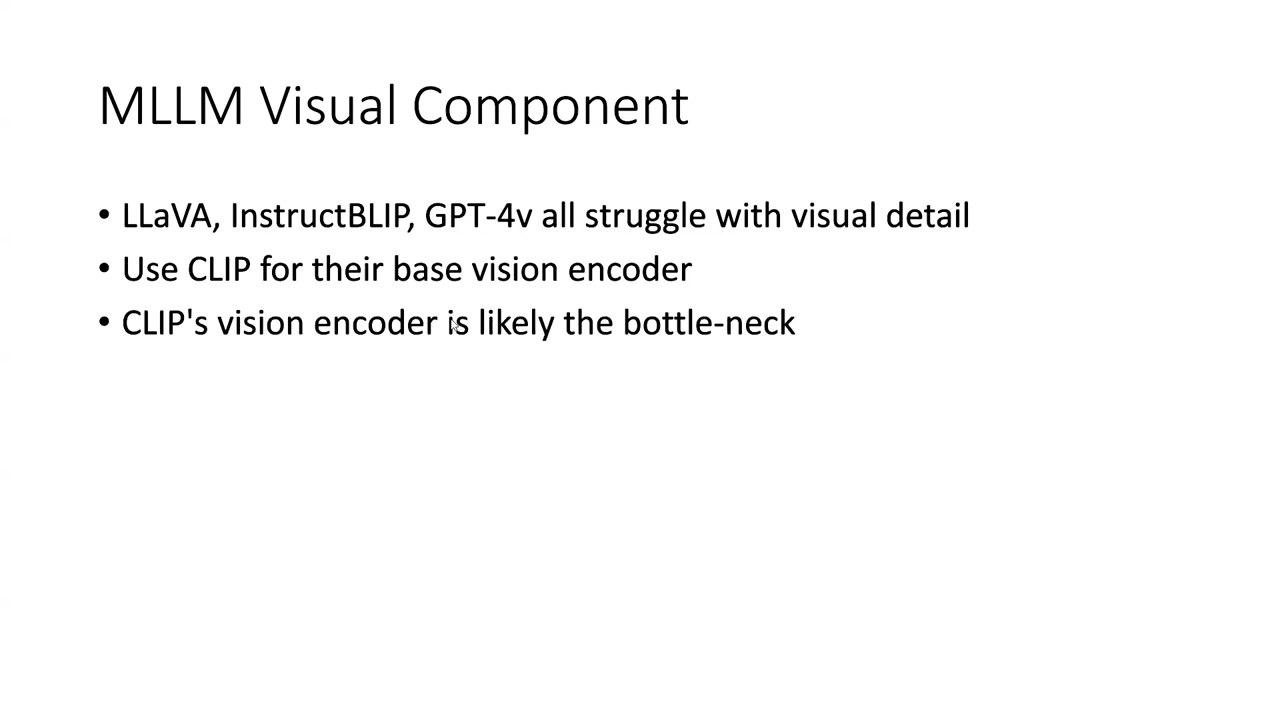 MLLM Visual Component
• LLaVA, InstructBLIP, GPT-4v all struggle with visual detail
• Use CLIP for their base vision encoder
• CLIP's vision encoder is likely the bottle-neck